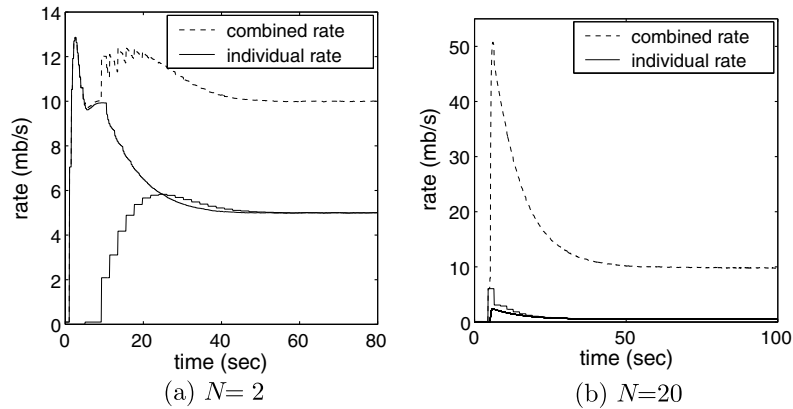 14
12
10
8
6
4
2
0
rate (mb/s)
combined rate
individual rate
0 20 40 60 80
time (sec)
(a) N= 2
50
40
30
20
10
0
rate (mb/s)
combined rate
individual rate
0 50 100
time (sec)
(b) N=20